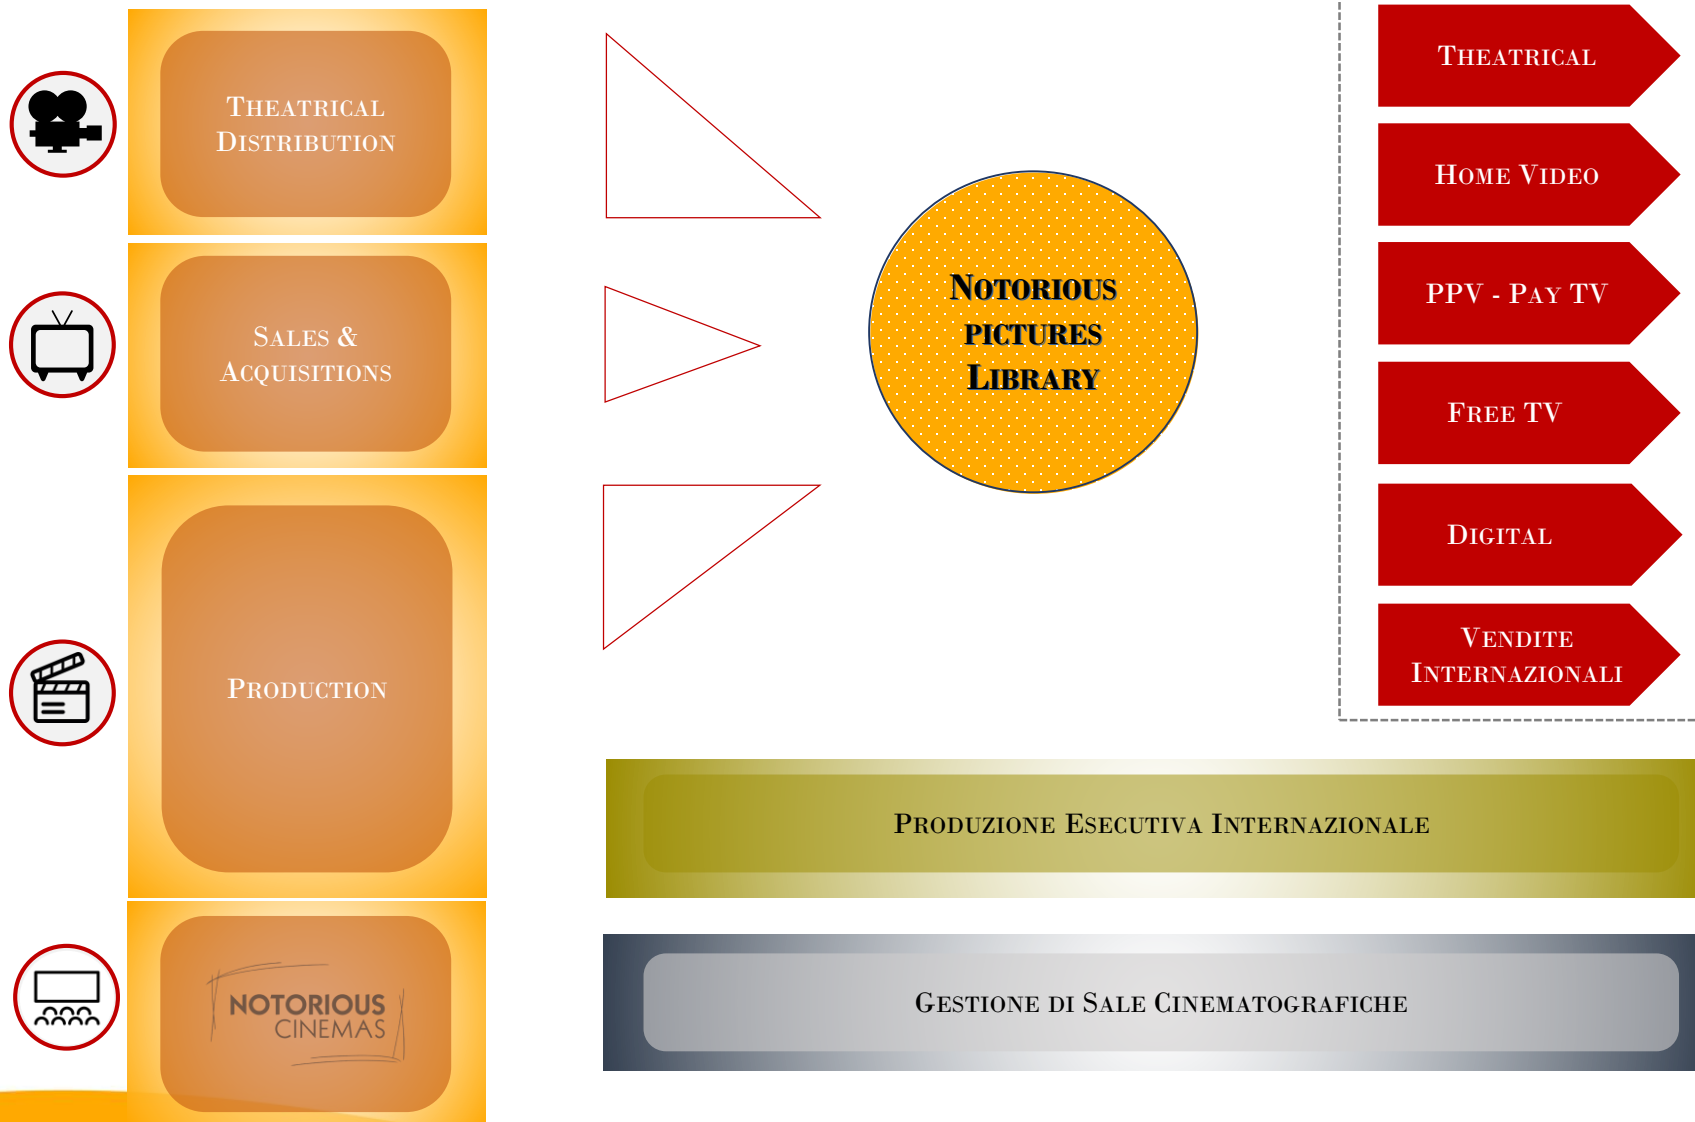 Theatrical
Distribution
Sales &
Acquisitions
Production
NOTORIOUS
CINEMAS
Notorious
pictures
Library
Theatrical
Home Video
PPV - Pay TV
Free TV
Digital
Vendite
Internazionali
Produzione Esecutiva Internazionale
Gestione di Sale Cinematografiche